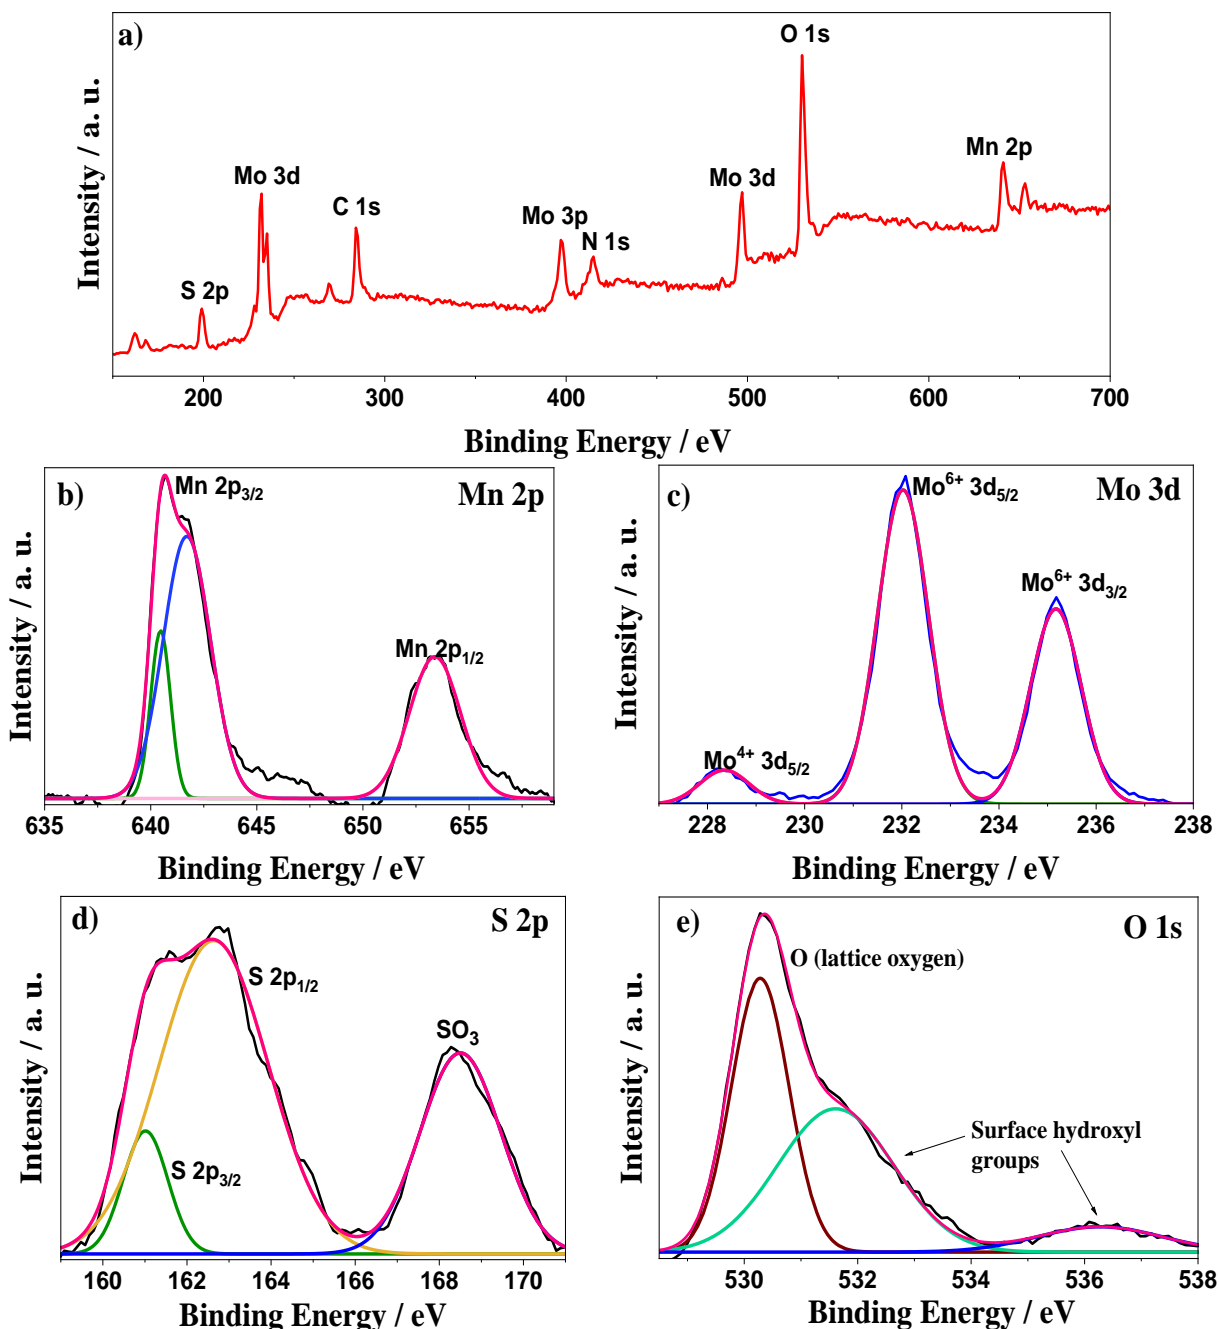 a)
O 1s
Mn 2p
Mo 3d
Mo 3d
C 1s
Mo 3p
N 1s
S 2p
Intensity / a. u.
200 300 400 500 600 700
Binding Energy / eV
b)
Mn 2p3/2
Mn 2p
Mn 2p1/2
Intensity / a. u.
635 640 645 650 655
Binding Energy / eV
c)
Mo6+ 3d5/2
Mo 3d
Mo6+ 3d3/2
Mo4+ 3d5/2
Intensity / a. u.
228 230 232 234 236 238
Binding Energy / eV
d)
S 2p
S 2p1/2
SO3
S 2p3/2
Intensity / a. u.
160 162 164 166 168 170
Binding Energy / eV
e)
O 1s
O (lattice oxygen)
Surface hydroxyl
groups
Intensity / a. u.
530 532 534 536 538
Binding Energy / eV